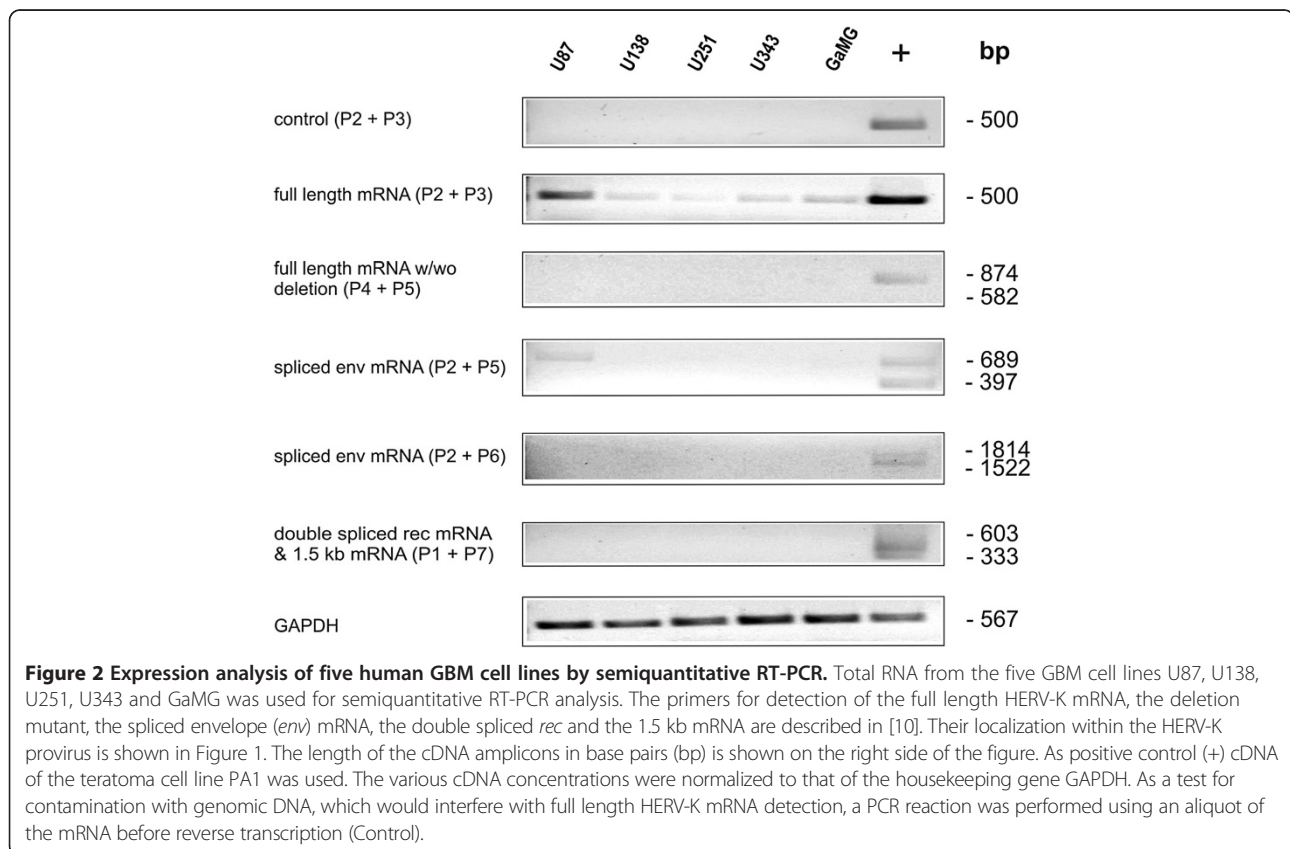 U87 U138 U251 U343 GaMG + bp
control (P2 + P3) - 500
full length mRNA (P2 + P3) - 500
full length mRNA w/wo
deletion (P4 + P5)
- 874
- 582
spliced env mRNA (P2 + P5)
- 689
- 397
spliced env mRNA (P2 + P6)
- 1814
- 1522
double spliced rec mRNA
& 1.5 kb mRNA (P1 + P7)
- 603
- 333
GAPDH - 567
Figure 2 Expression analysis of five human GBM cell lines by semiquantitative RT-PCR. Total RNA from the five GBM cell lines U87, U138,
U251, U343 and GaMG was used for semiquantitative RT-PCR analysis. The primers for detection of the full length HERV-K mRNA, the deletion
mutant, the spliced envelope (env) mRNA, the double spliced rec and the 1.5 kb mRNA are described in [10]. Their localization within the HERV-K
provirus is shown in Figure 1. The length of the cDNA amplicons in base pairs (bp) is shown on the right side of the figure. As positive control (+) cDNA
of the teratoma cell line PA1 was used. The various cDNA concentrations were normalized to that of the housekeeping gene GAPDH. As a test for
contamination with genomic DNA, which would interfere with full length HERV-K mRNA detection, a PCR reaction was performed using an aliquot of
the mRNA before reverse transcription (Control).